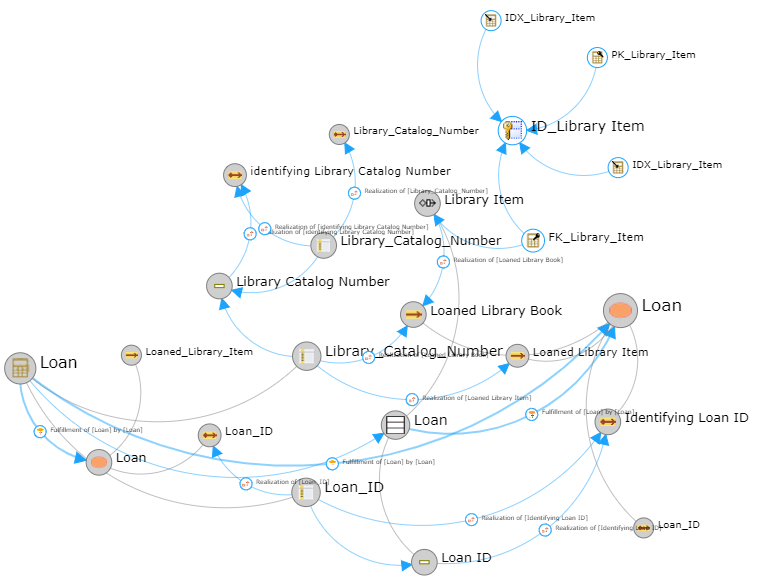 IDX_Library_Item
PK_Library_Item
ID_Library Item
Library_Catalog_Number
IDX_Library_Item
identifying Library Catalog Number
Realization of [Library_Catalog_Number]
Library Item
Realization of [identifying Library Catalog Number]
Realization of [identifying Library Catalog Number]
FK_Library_Item
Library_Catalog_Number
Realization of [Loaned Library Book]
Library Catalog Number
Loan
Loaned Library Book
Loaned_Library_Item
Library_Catalog_Number
Loaned Library Item
Loan
Realization of [Loaned Library Item]
Fulfillment of [Loan] by [Loan]
Loan
Identifying Loan ID
Fulfillment of [Loan] by [Loan]
Loan_ID
Loan
Fulfillment of [Loan] by [Loan]
Realization of [Loan_ID]
Loan_ID
Realization of [Identifying Loan ID]
Realization of [Identifying Loan ID]
Loan_ID
Loan ID